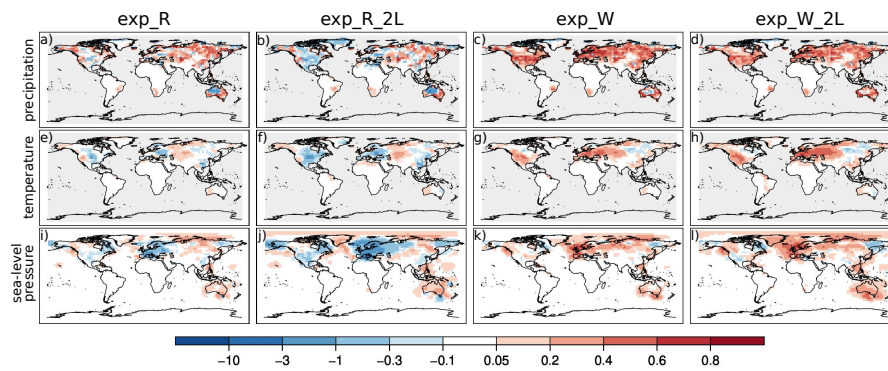 exp_R exp_R_2L exp_W exp_W_2L
precipitation
a) b) c) d)
temperature
e) f) g) h)
sea-level
pressure
i) j) k) l)
−10 −3 −1 −0.3 −0.1 0.05 0.2 0.4 0.6 0.8